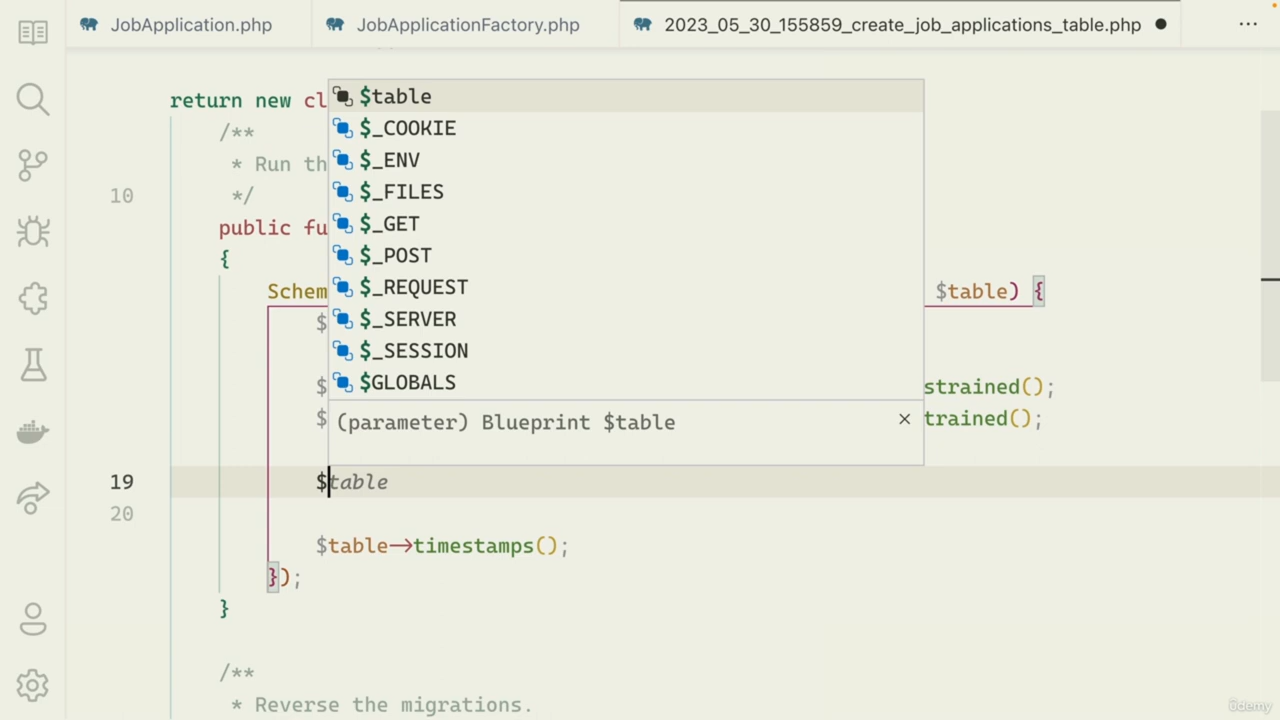 JobApplication.php JobApplicationFactory.php 2023_05_30_155859_create_job_applications_table.php
return new cl
/**
* Run th
10 */
public fu
{
Schem $table) {
$
$ strained();
$ trained();
19 $table
20
$table→timestamps();
});
}
/**
* Reverse the migrations.
$table
$_COOKIE
$_ENV
$_FILES
$_GET
$_POST
$_REQUEST
$_SERVER
$_SESSION
$GLOBALS
(parameter) Blueprint $table
ûdemy